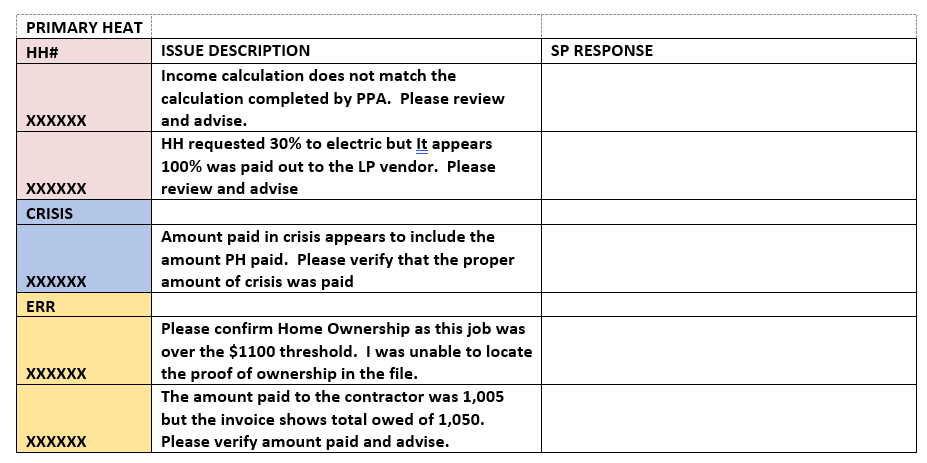 PRIMARY HEAT
HH# ISSUE DESCRIPTION SP RESPONSE
Income calculation does not match the
calculation completed by PPA.  Please review
XXXXXX and advise.
HH requested 30% to electric but It appears
100% was paid out to the LP vendor.  Please
XXXXXX review and advise
CRISIS
Amount paid in crisis appears to include the
amount PH paid.  Please verify that the proper
XXXXXX amount of crisis was paid
ERR
Please confirm Home Ownership as this job was
over the $1100 threshold.  I was unable to locate
XXXXXX the proof of ownership in the file.
The amount paid to the contractor was 1,005
but the invoice shows total owed of 1,050.
XXXXXX Please verify amount paid and advise.